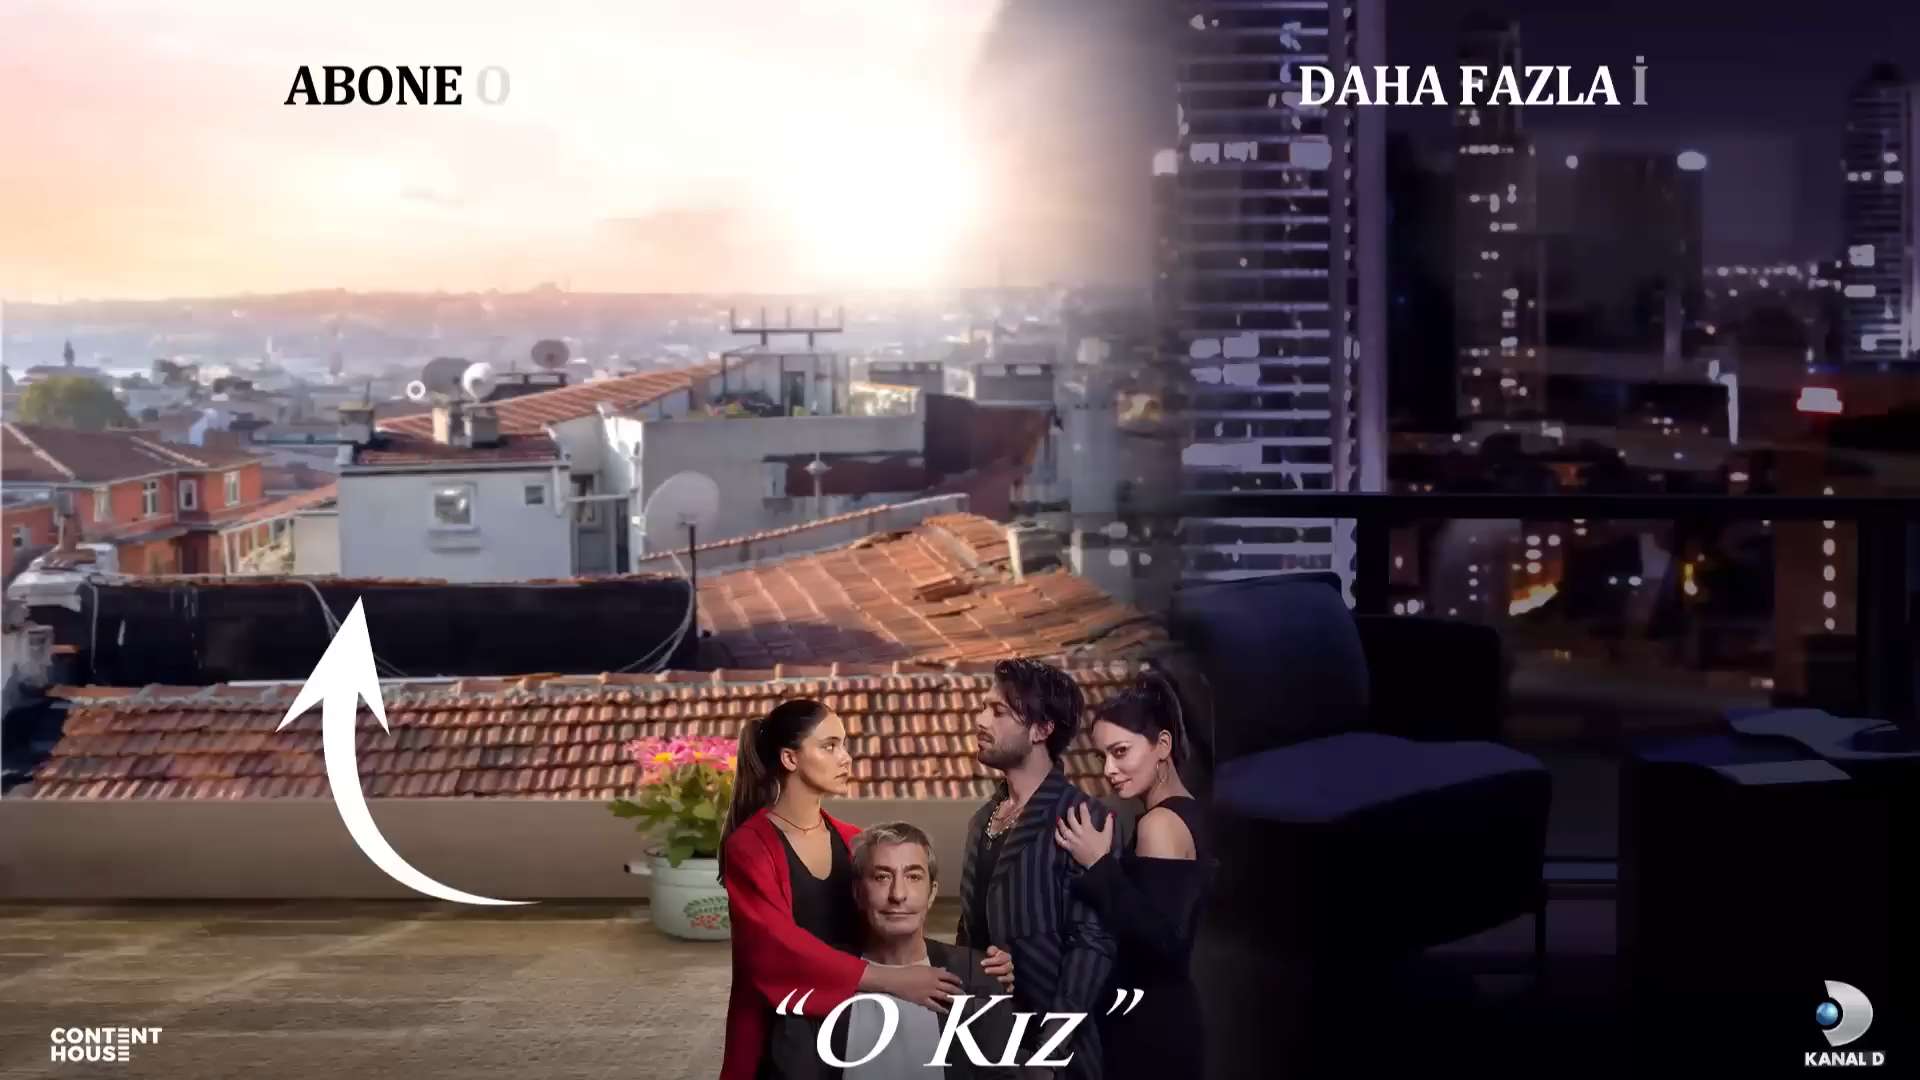 ABONE O
DAHA FAZLA İ
“O Kız”
CONTENT
HOUSE
KANAL D